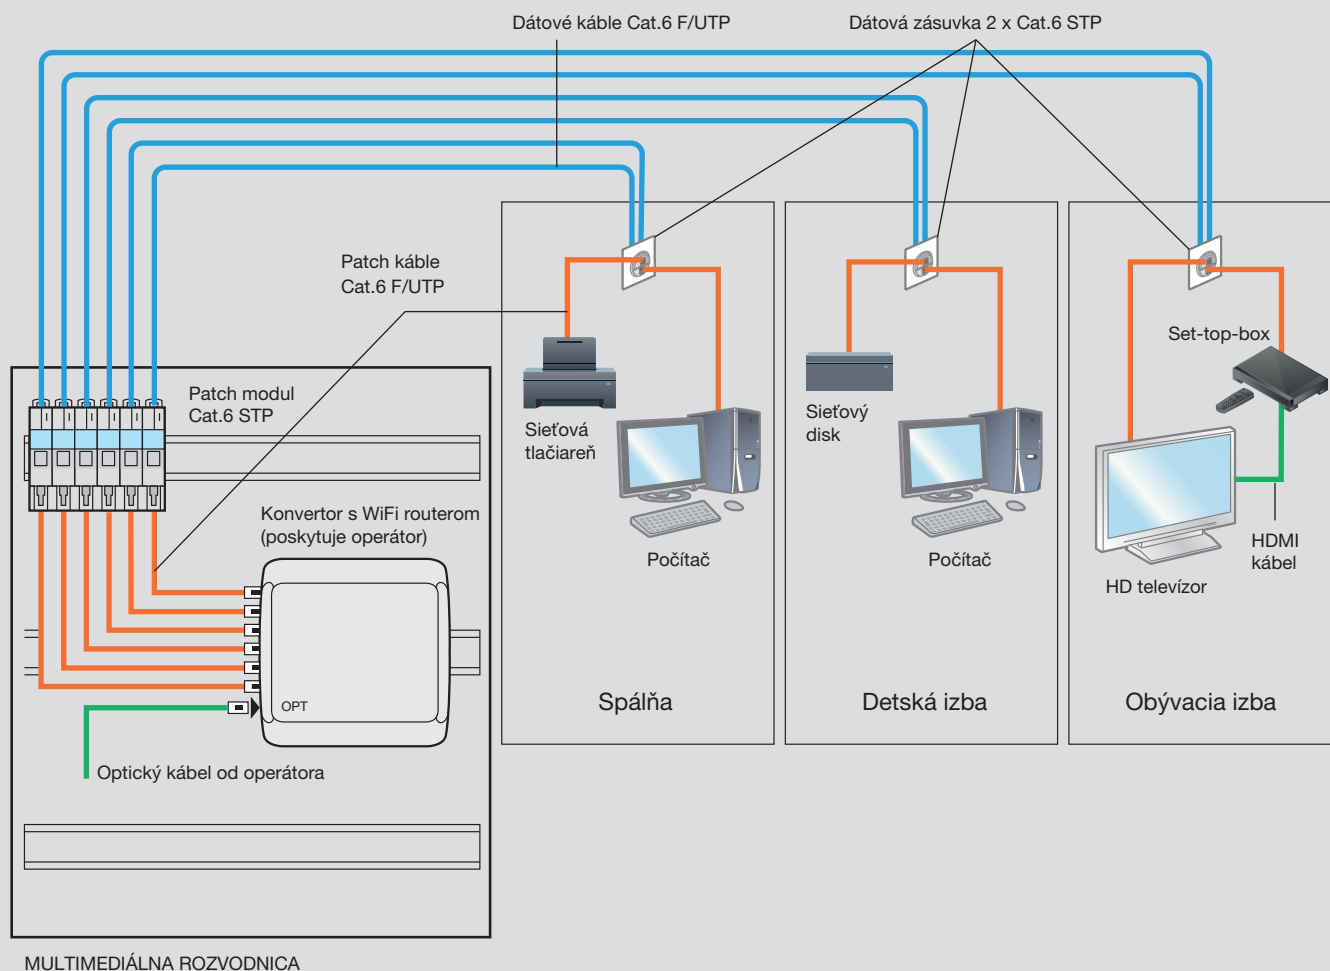 Dátové káble Cat.6 F/UTP
Dátová zásuvka 2 x Cat.6 STP
Patch káble
Cat.6 F/UTP
Patch modul
Cat.6 STP
Konvertor s WiFi routerom
(poskytuje operátor)
OPT
Optický kábel od operátora
MULTIMEDIÁLNA ROZVODNICA
Sieťová
tlačiareň
Počítač
Spálňa
Sieťový
disk
Počítač
Detská izba
Set-top-box
HDMI
kábel
HD televízor
Obývacia izba